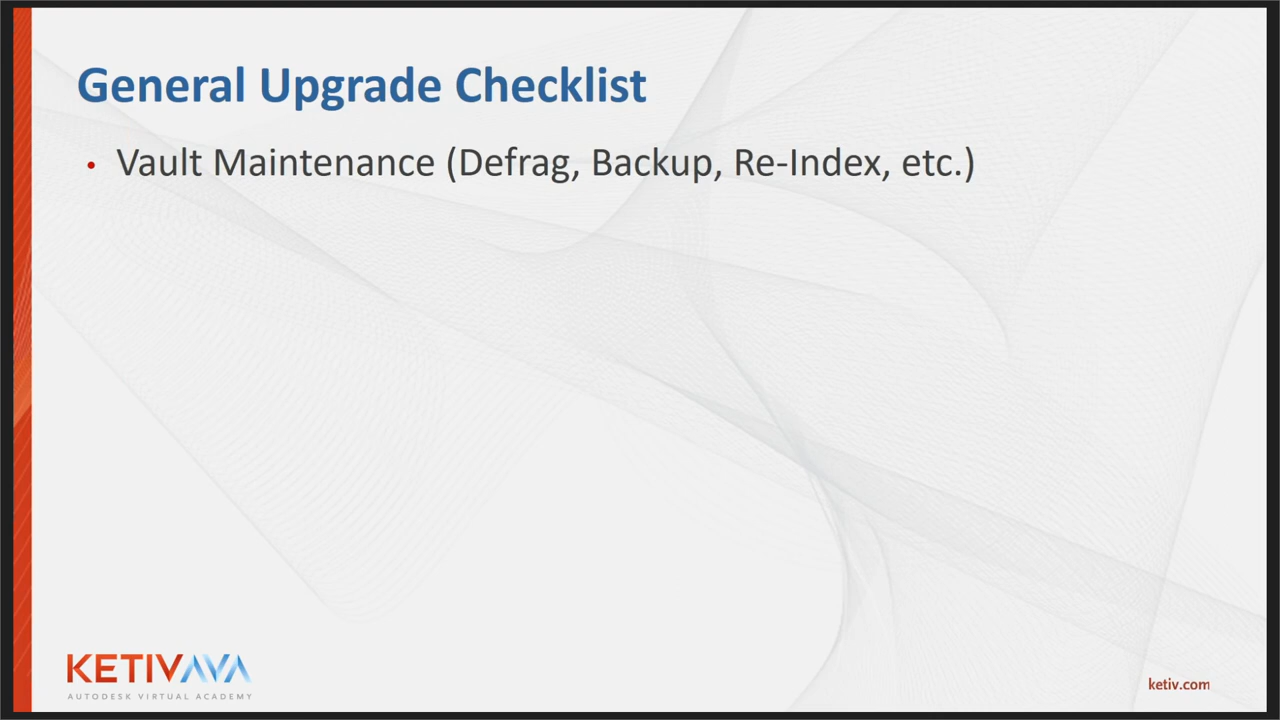 General Upgrade Checklist
• Vault Maintenance (Defrag, Backup, Re-Index, etc.)
KETIVAVA
AUTODESK VIRTUAL ACADEMY
ketiv.com